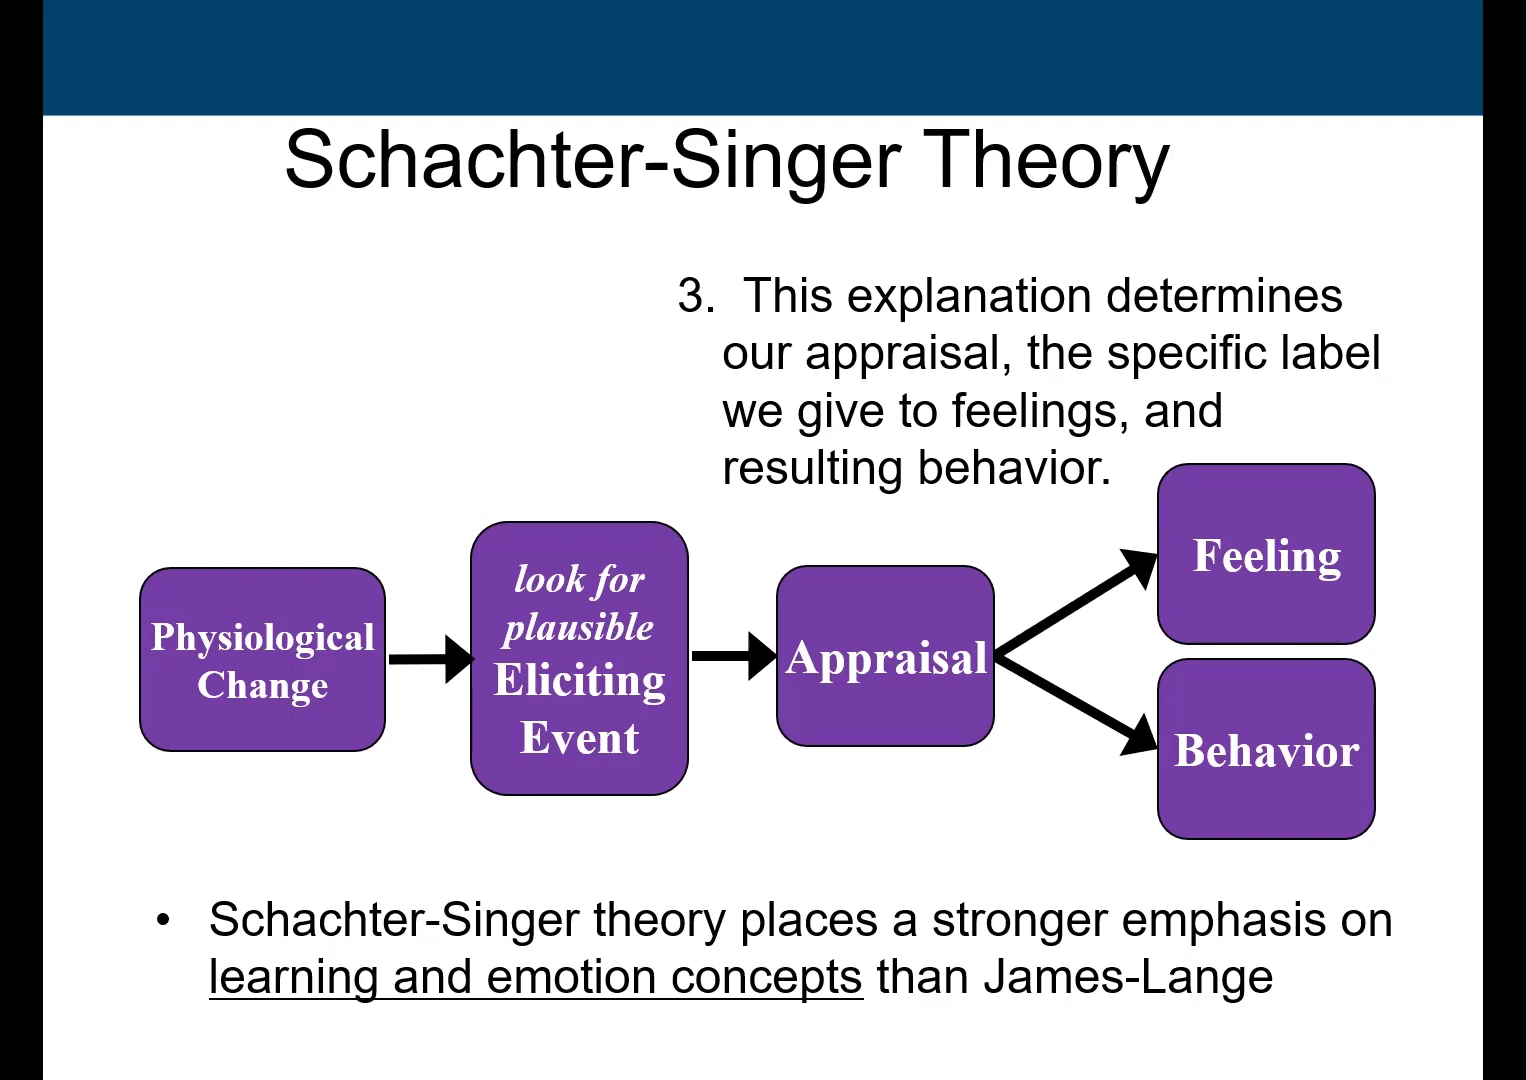 Schachter-Singer Theory
3. This explanation determines
our appraisal, the specific label
we give to feelings, and
resulting behavior.
Physiological
Change
look for
plausible
Eliciting
Event
Appraisal
Feeling
Behavior
• Schachter-Singer theory places a stronger emphasis on
learning and emotion concepts than James-Lange